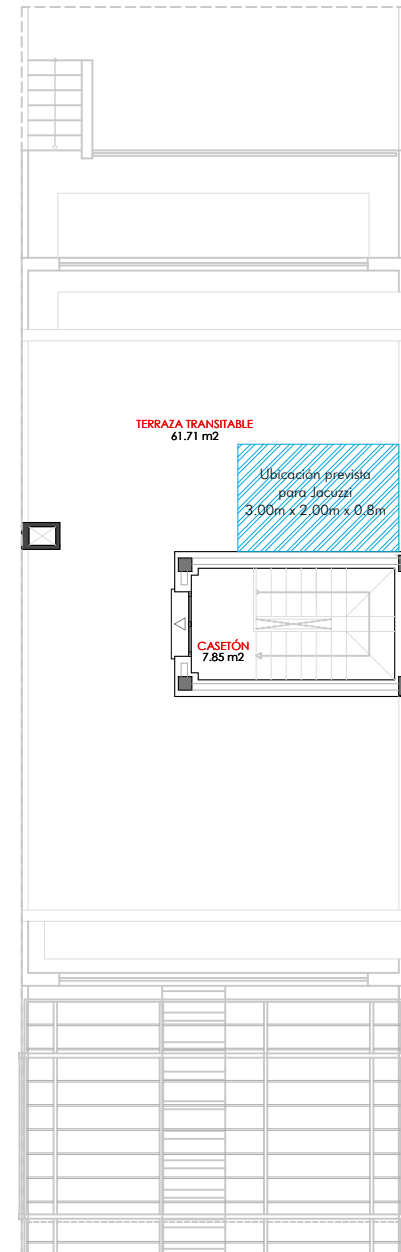 TERRAZA TRANSITABLE
61.71 m2
Ubicación prevista
para Jacuzzi
3.00m x 2.00m x 0.8m
CASETÓN
7.85 m2